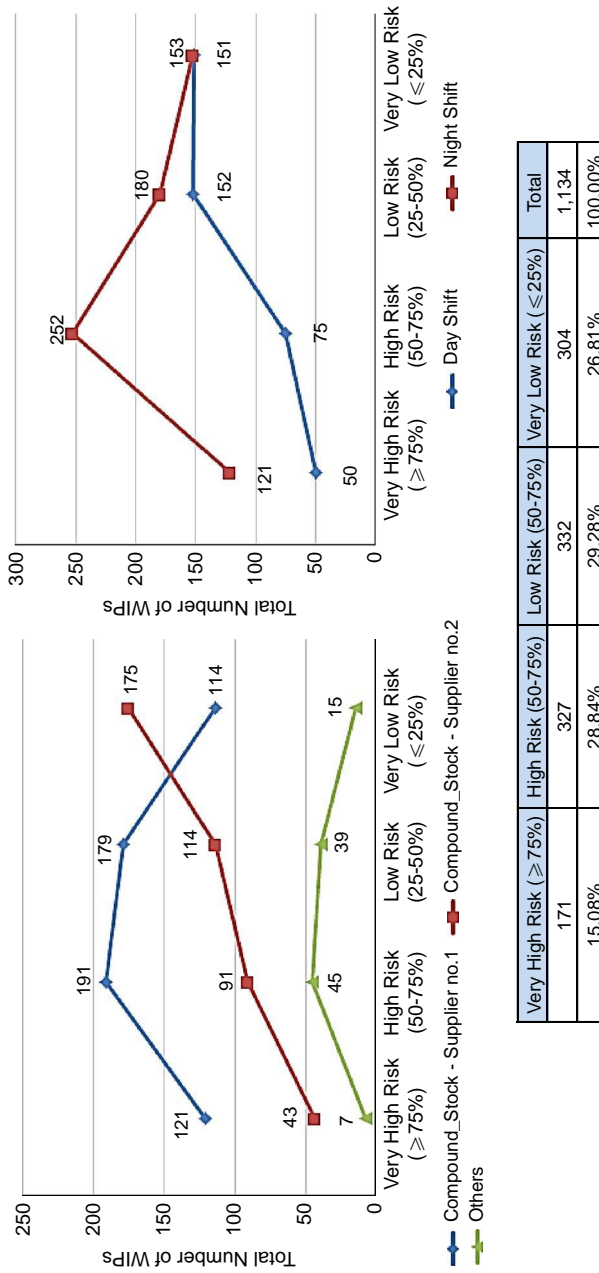 Total Number of WIPs
250
200
150
100
50
0
121
191
179
114
43
91
114
175
7
45
39
15
Very High Risk
(⩾75%)
High Risk
(50-75%)
Low Risk
(25-50%)
Very Low Risk
(⩽25%)
Compound_Stock - Supplier no.1
Compound_Stock - Supplier no.2
Others
Total Number of WIPs
300
250
200
150
100
50
0
121
252
180
153
50
75
152
151
Very High Risk
(⩾75%)
High Risk
(50-75%)
Low Risk
(25-50%)
Very Low Risk
(⩽25%)
Day Shift
Night Shift
Very High Risk (⩾75%) High Risk (50-75%) Low Risk (50-75%) Very Low Risk (⩽25%) Total
171 327 332 304 1,134
15.08% 28.84% 29.28% 26.81% 100.00%